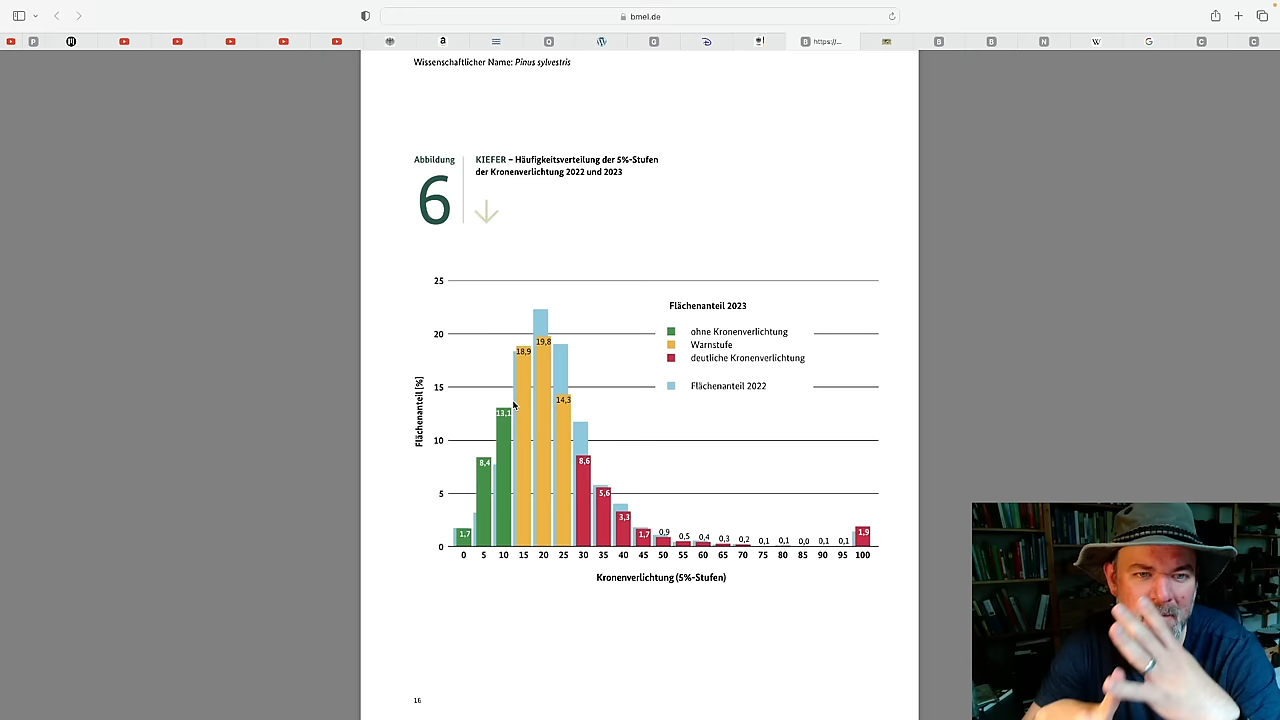 bmel.de
https://...
Wissenschaftlicher Name: Pinus sylvestris
Abbildung
6
KIEFER – Häufigkeitsverteilung der 5%-Stufen
der Kronenverlichtung 2022 und 2023
Flächenanteil [%]
25
20
15
10
5
0
Flächenanteil 2023
ohne Kronenverlichtung
Warnstufe
deutliche Kronenverlichtung
Flächenanteil 2022
1,7
8,4
13,1
18,9
19,8
14,3
8,6
5,6
3,3
1,7
0,9
0,5
0,4
0,3
0,2
0,1
0,1
0,0
0,1
0,1
1,9
0 5 10 15 20 25 30 35 40 45 50 55 60 65 70 75 80 85 90 95 100
Kronenverlichtung (5%-Stufen)
16